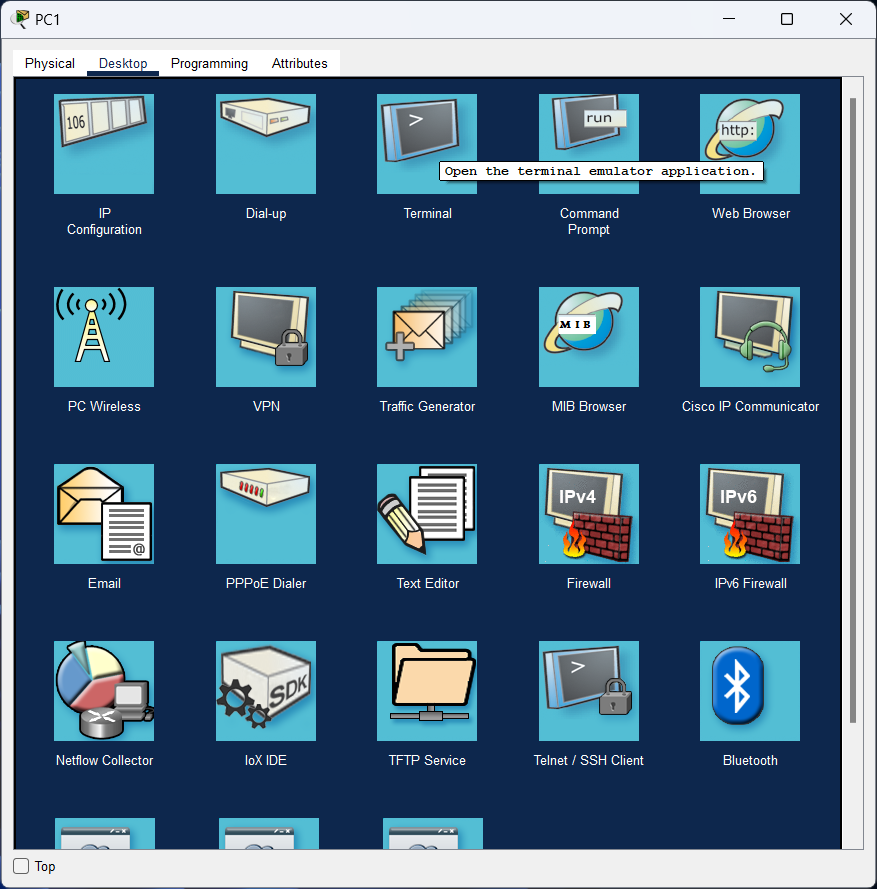 PC1
Physical
Desktop
Programming
Attributes
106
>
run
http:
Open the terminal emulator application.
IP
Configuration
Dial-up
Terminal
Command
Prompt
Web Browser
MIB
PC Wireless
VPN
Traffic Generator
MIB Browser
Cisco IP Communicator
@
IPv4
IPv6
Email
PPPoE Dialer
Text Editor
Firewall
IPv6 Firewall
SDK
>
Netflow Collector
IoX IDE
TFTP Service
Telnet / SSH Client
Bluetooth
Top